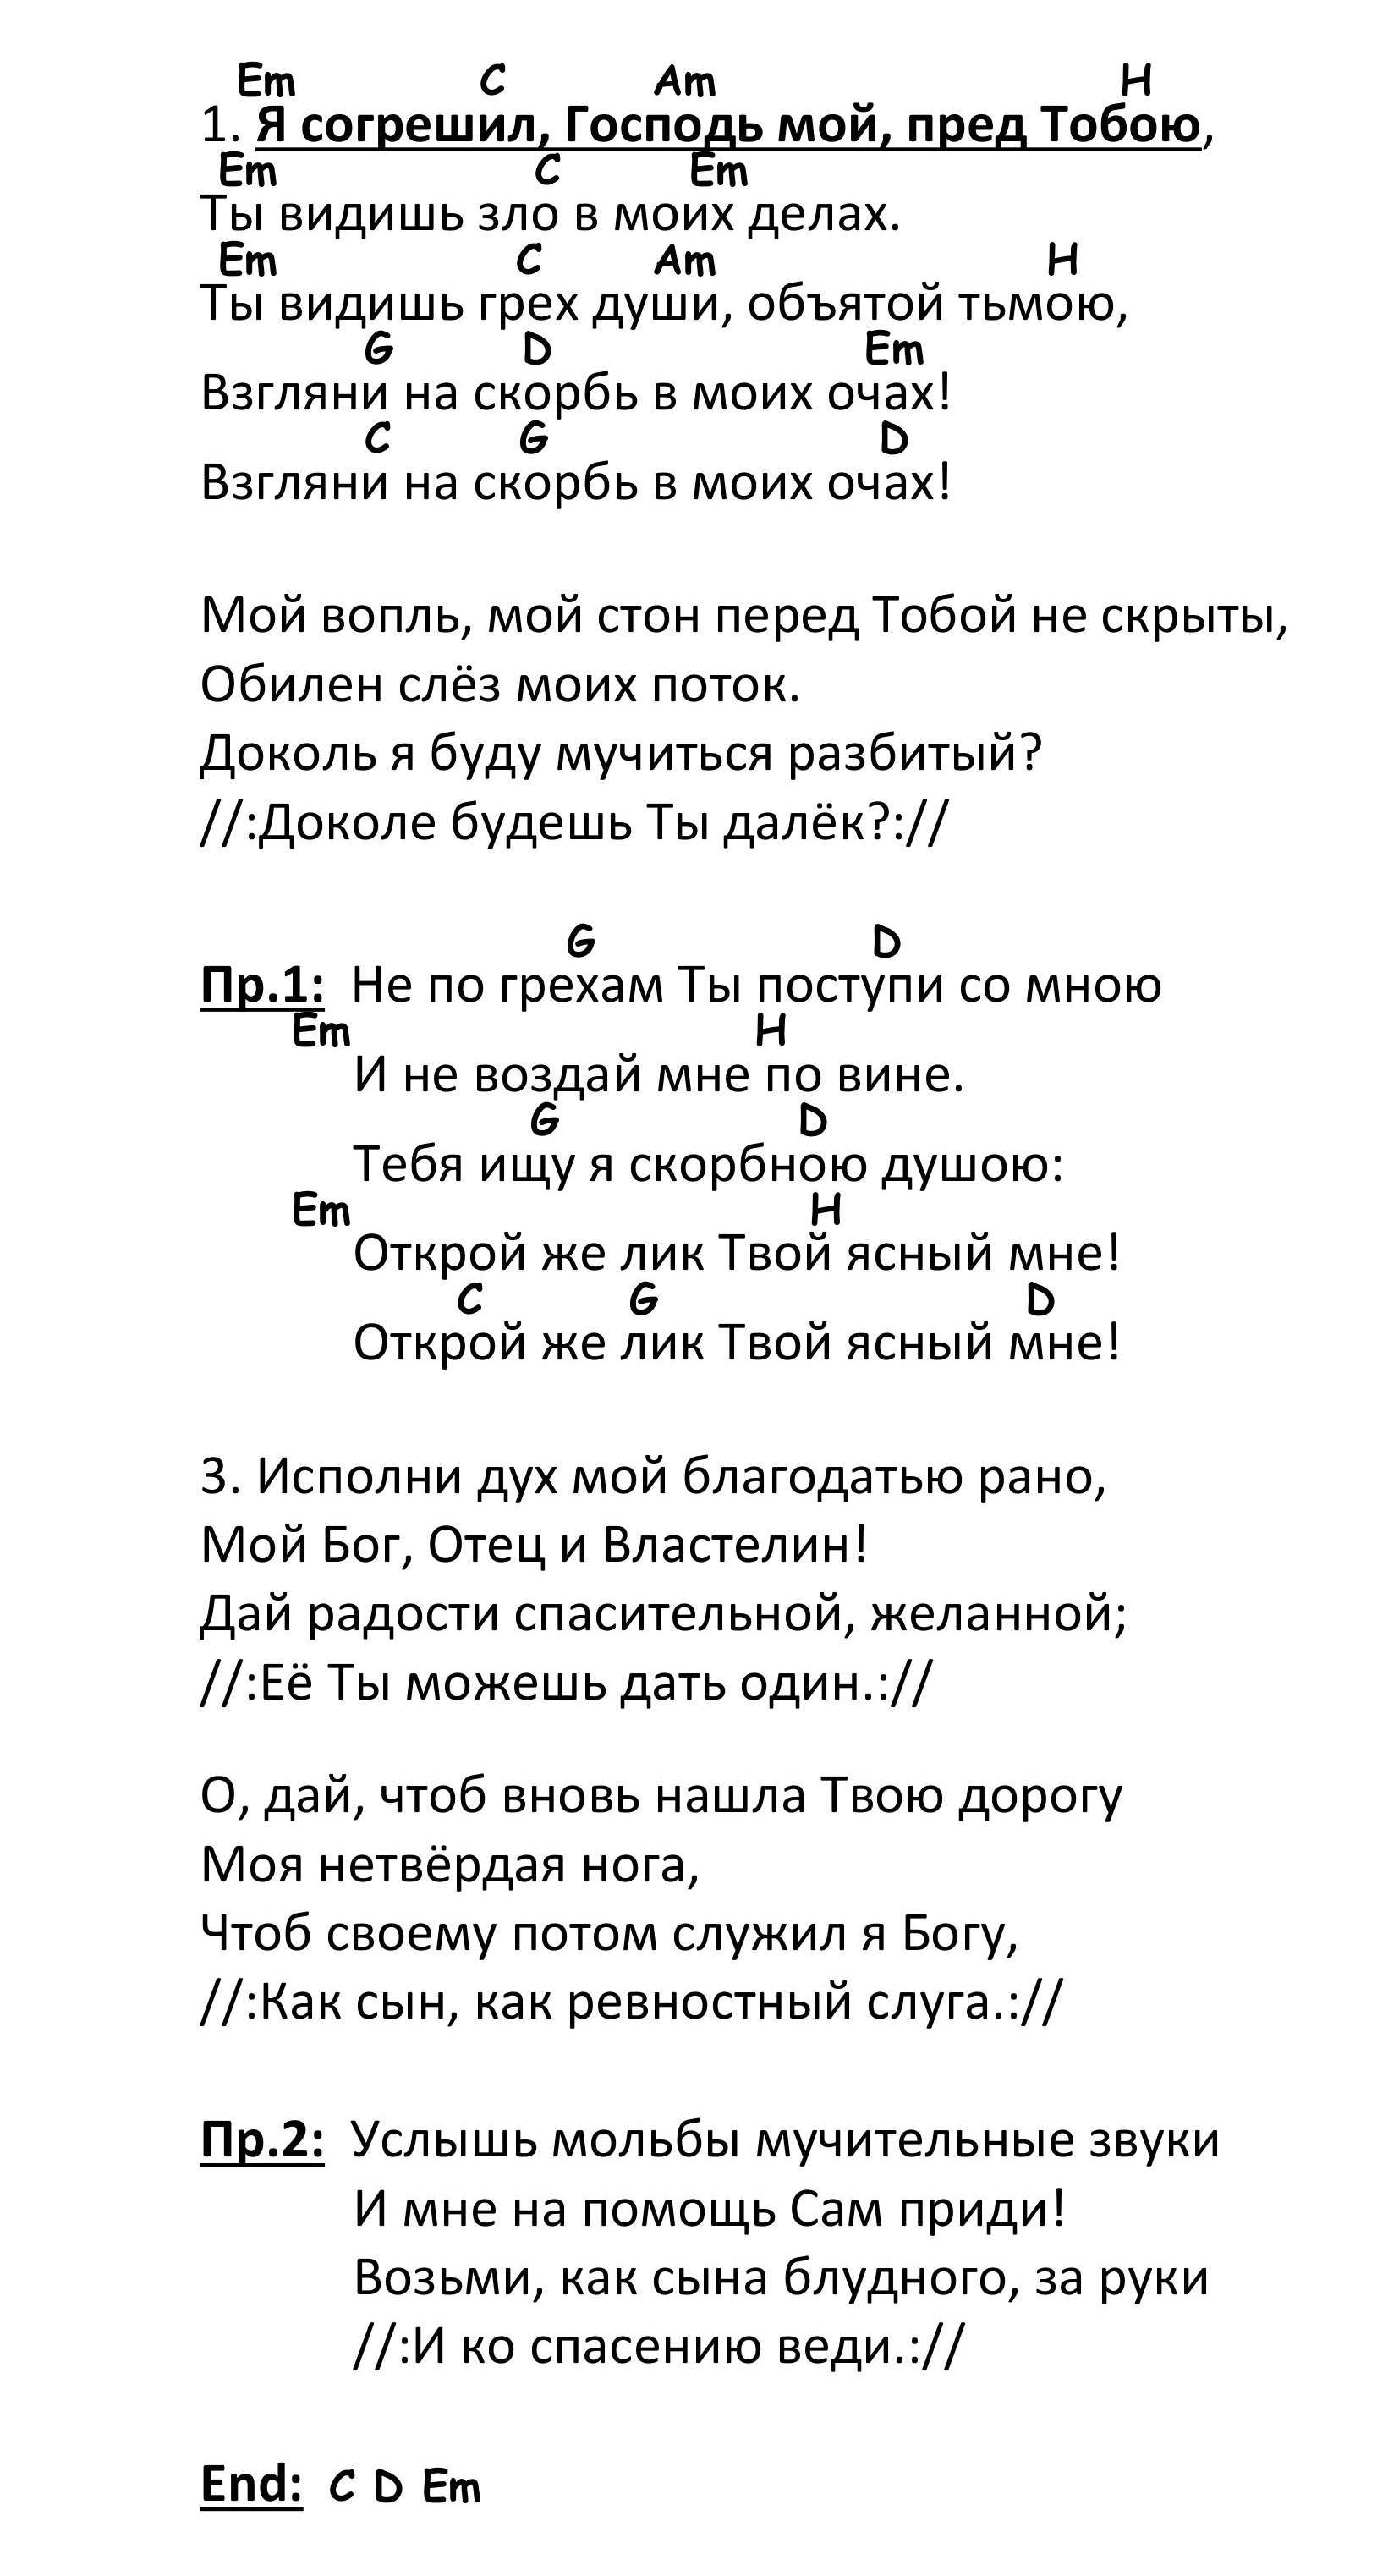 Em C Am H
1. Я согрешил, Господь мой, пред Тобою,
Em C Em
Ты видишь зло в моих делах.
Em C Am H
Ты видишь грех души, объятой тьмою,
G D Em
Взгляни на скорбь в моих очах!
C G D
Взгляни на скорбь в моих очах!
Мой вопль, мой стон перед Тобой не скрыты,
Обилен слёз моих поток.
Доколь я буду мучиться разбитый?
//:Доколе будешь Ты далёк?://
G D
Пр.1: Не по грехам Ты поступи со мною
Em H
И не воздай мне по вине.
G D
Тебя ищу я скорбною душою:
Em H
Открой же лик Твой ясный мне!
C G D
Открой же лик Твой ясный мне!
3. Исполни дух мой благодатью рано,
Мой Бог, Отец и Властелин!
Дай радости спасительной, желанной;
//:Её Ты можешь дать один.://
О, дай, чтоб вновь нашла Твою дорогу
Моя нетвёрдая нога,
Чтоб своему потом служил я Богу,
//:Как сын, как ревностный слуга.://
Пр.2: Услышь мольбы мучительные звуки
И мне на помощь Сам приди!
Возьми, как сына блудного, за руки
//:И ко спасению веди.://
End: C D Em